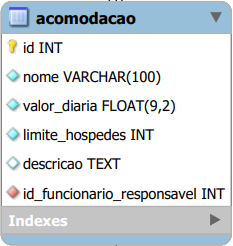 acomodacao
id INT
nome VARCHAR(100)
valor_diaria FLOAT(9,2)
limite_hospedes INT
descricao TEXT
id_funcionario_responsavel INT
Indexes